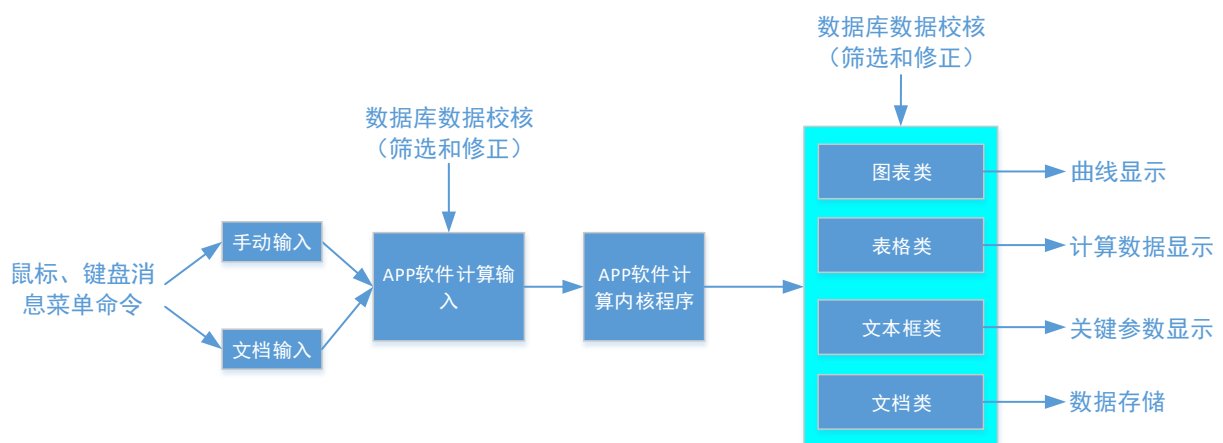 数据库数据校核
（筛选和修正）
数据库数据校核
（筛选和修正）
图表类
曲线显示
手动输入
表格类
计算数据显示
鼠标、键盘消
息菜单命令
APP软件计算输
入
APP软件计
算内核程序
文本框类
关键参数显示
文档输入
文档类
数据存储